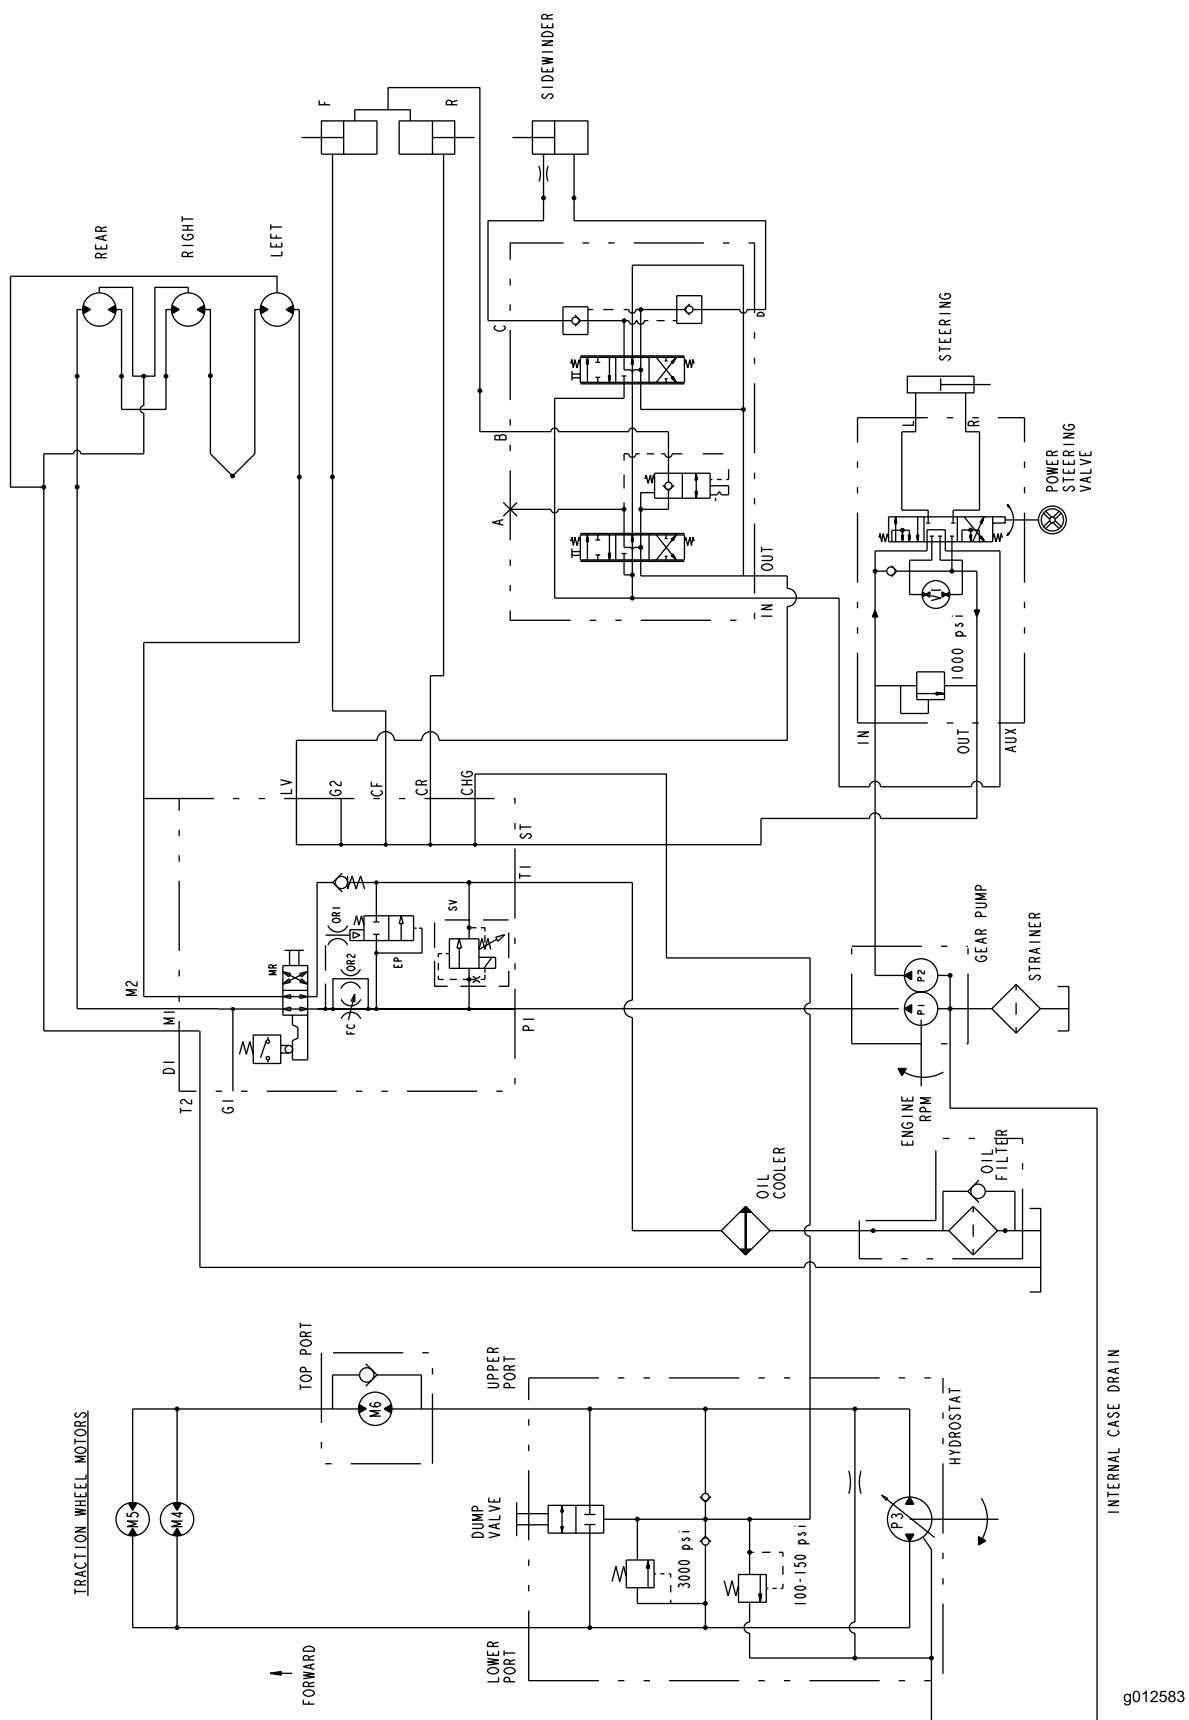 F
R
SIDEWINDER
REAR
RIGHT
LEFT
C
D
B
A
OUT
IN
STEERING
L
R
POWER
STEERING
VALVE
V1
1000 psi
IN
OUT
AUX
LV
G2
CF
CR
CHG
ST
T1
M2
MR
OR1
OR2
EP
SV
X
FC
M1
P1
D1
T2
G1
GEAR PUMP
P2
P1
STRAINER
ENGINE
RPM
OIL
COOLER
OIL
FILTER
TOP PORT
M6
UPPER
PORT
TRACTION WHEEL MOTORS
M5
M4
DUMP
VALVE
3000 psi
100-150 psi
P3
HYDROSTAT
INTERNAL CASE DRAIN
LOWER
PORT
FORWARD
g012583